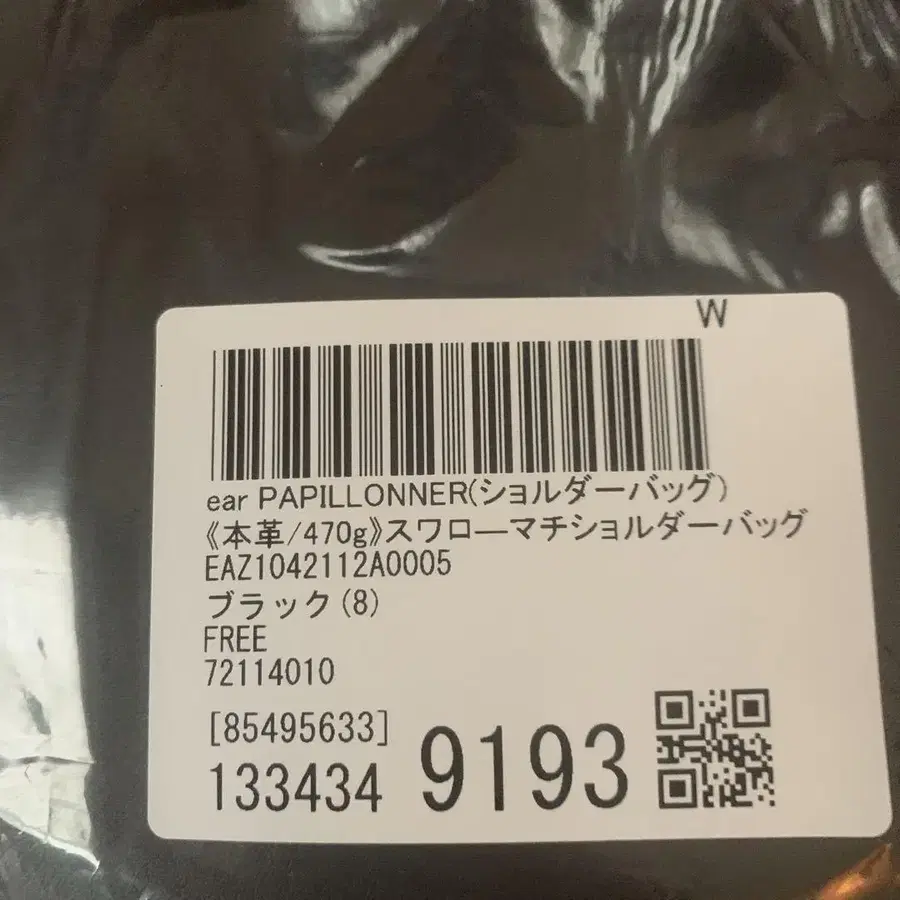 W
ear PAPILLONNER(ショルダーバッグ)
《本革/470g》スワロ―マチショルダーバッグ
EAZ1042112A0005
ブラック(8)
FREE
72114010
[85495633]
133434 9193